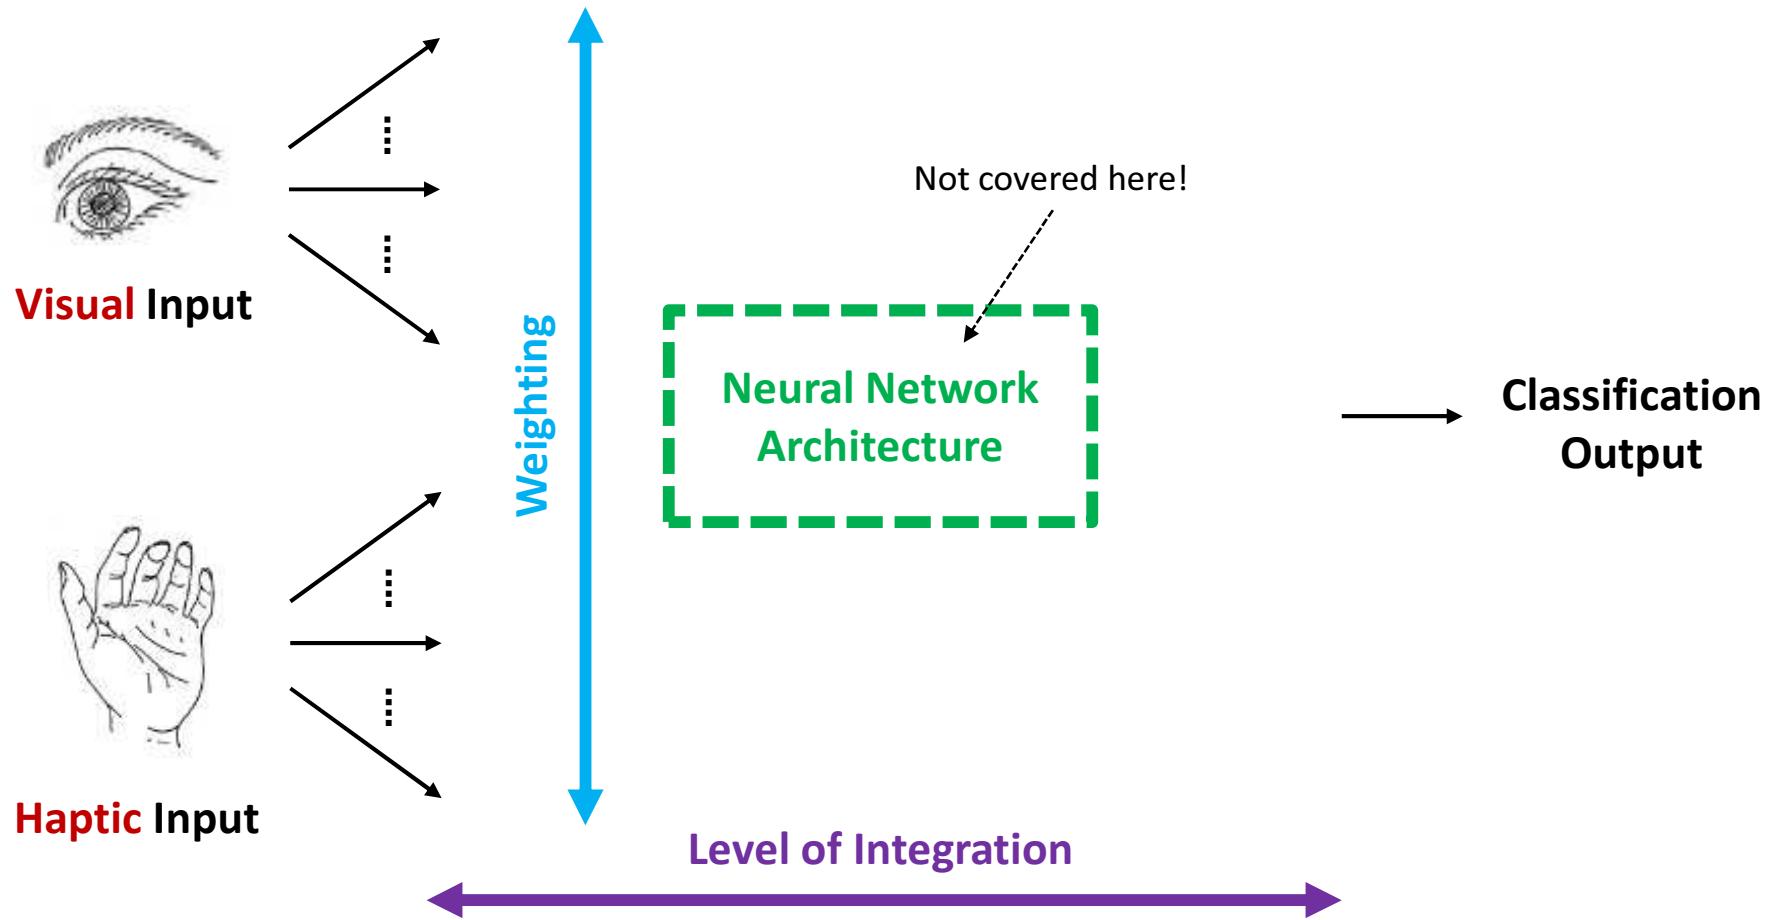 Visual Input
Haptic Input
Weighting
Not covered here!
Neural Network
Architecture
Level of Integration
Classification
Output